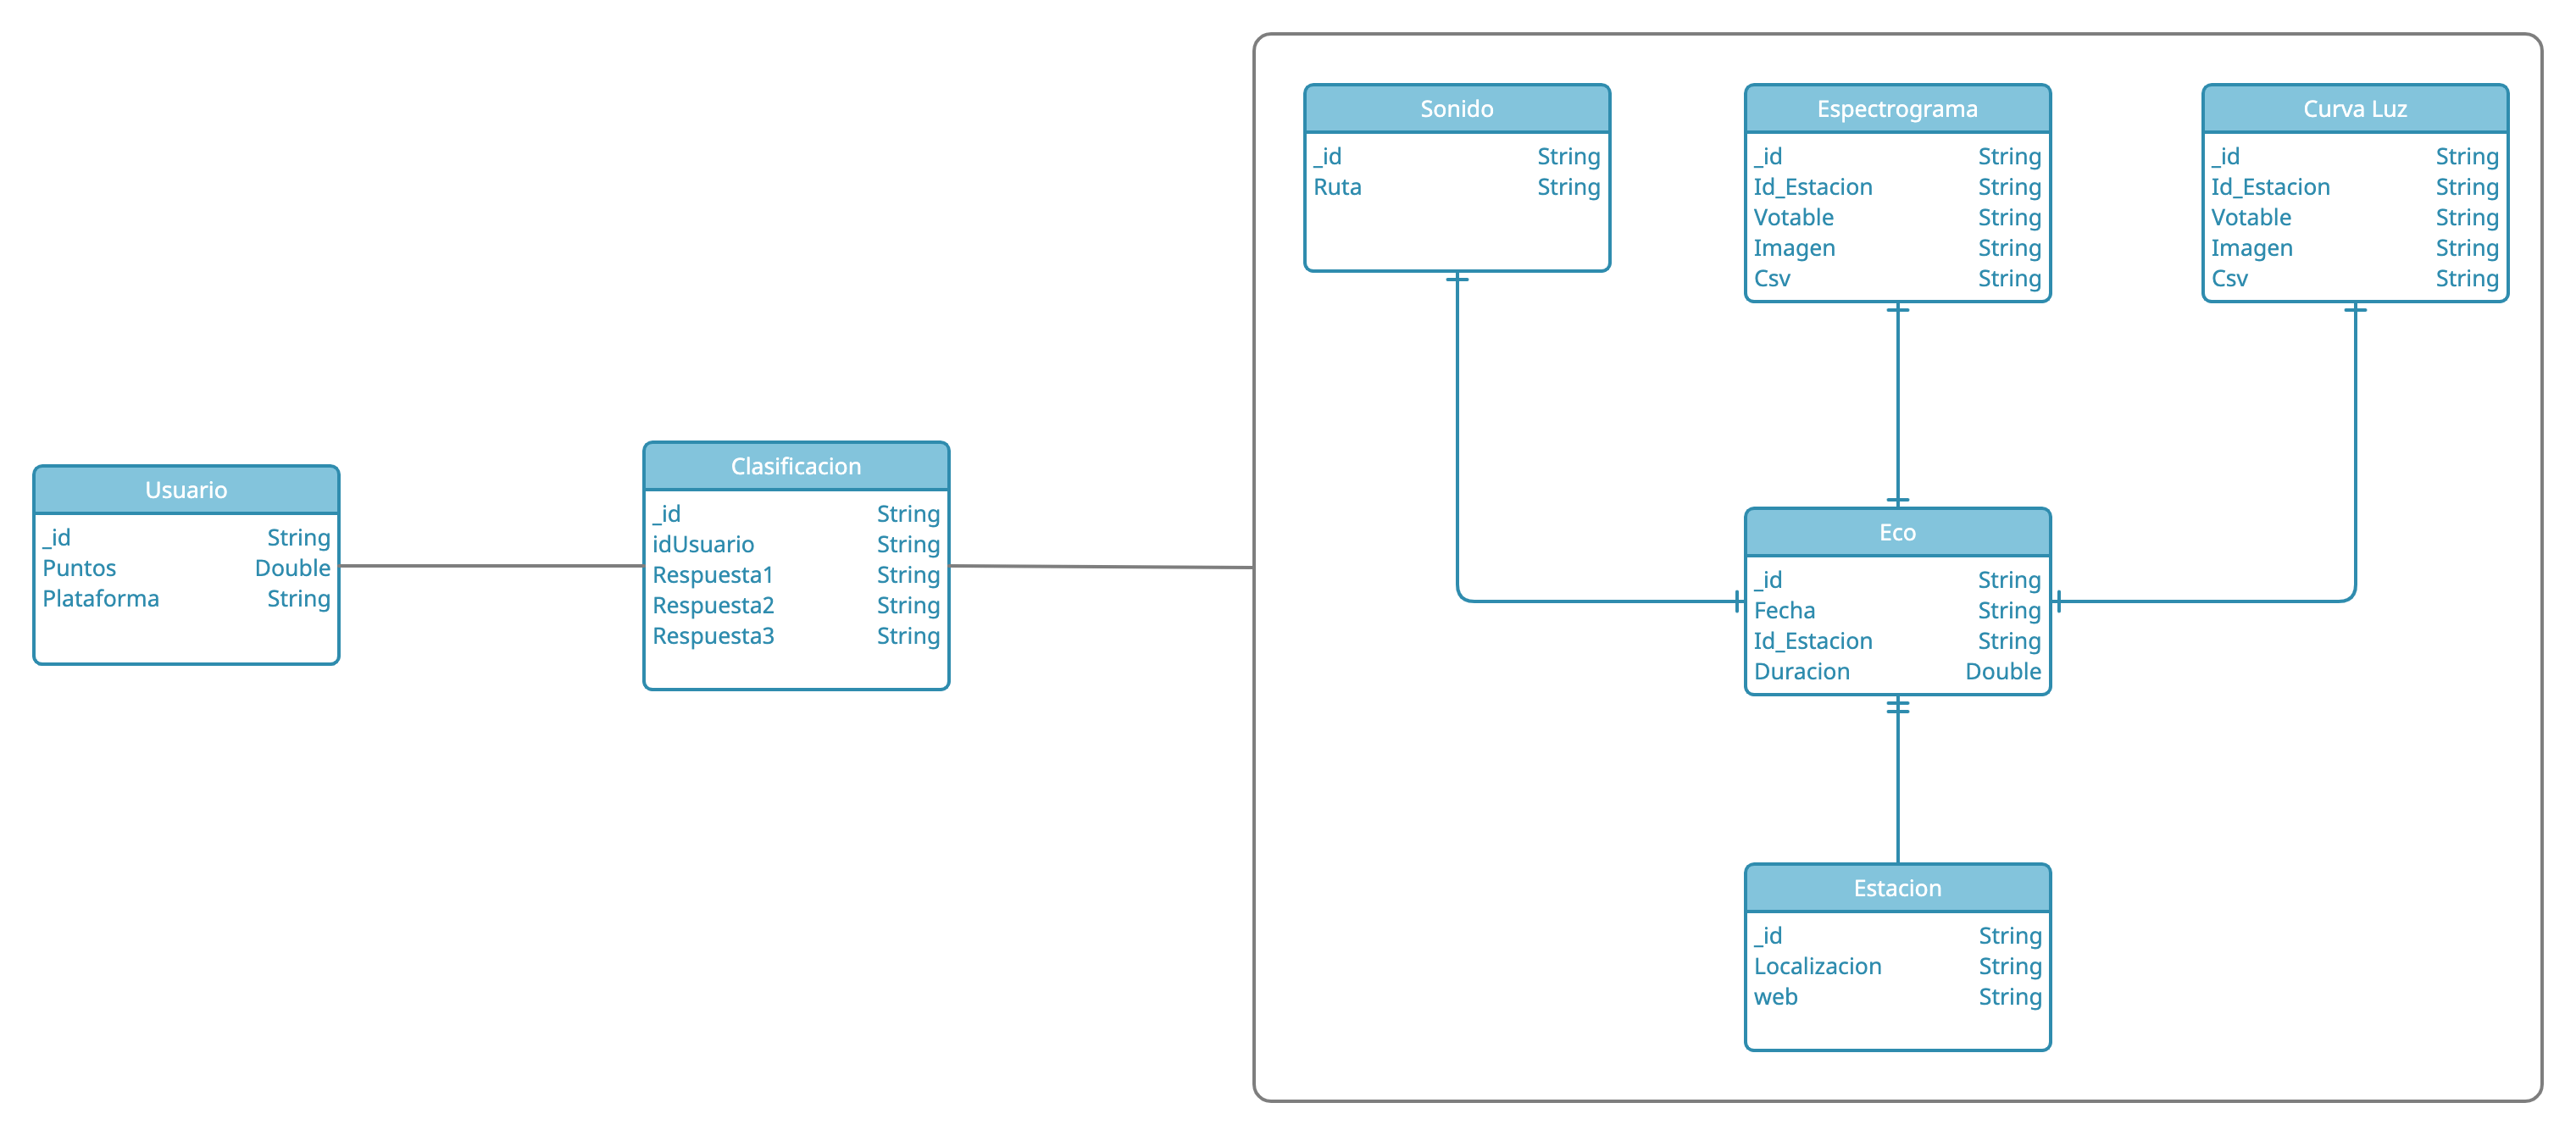 Usuario
_id String
Puntos Double
Plataforma String
Clasificacion
_id String
idUsuario String
Respuesta1 String
Respuesta2 String
Respuesta3 String
Sonido
_id String
Ruta String
Espectrograma
_id String
Id_Estacion String
Votable String
Imagen String
Csv String
Curva Luz
_id String
Id_Estacion String
Votable String
Imagen String
Csv String
Eco
_id String
Fecha String
Id_Estacion String
Duracion Double
Estacion
_id String
Localizacion String
web String